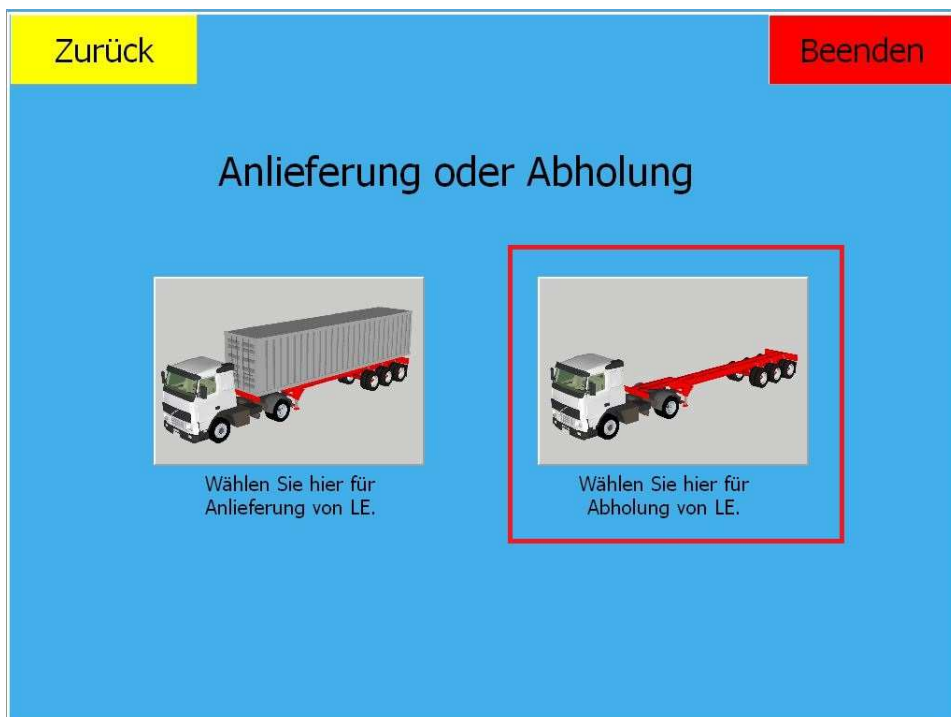 Zurück
Beenden
Anlieferung oder Abholung
Wählen Sie hier für
Anlieferung von LE.
Wählen Sie hier für
Abholung von LE.